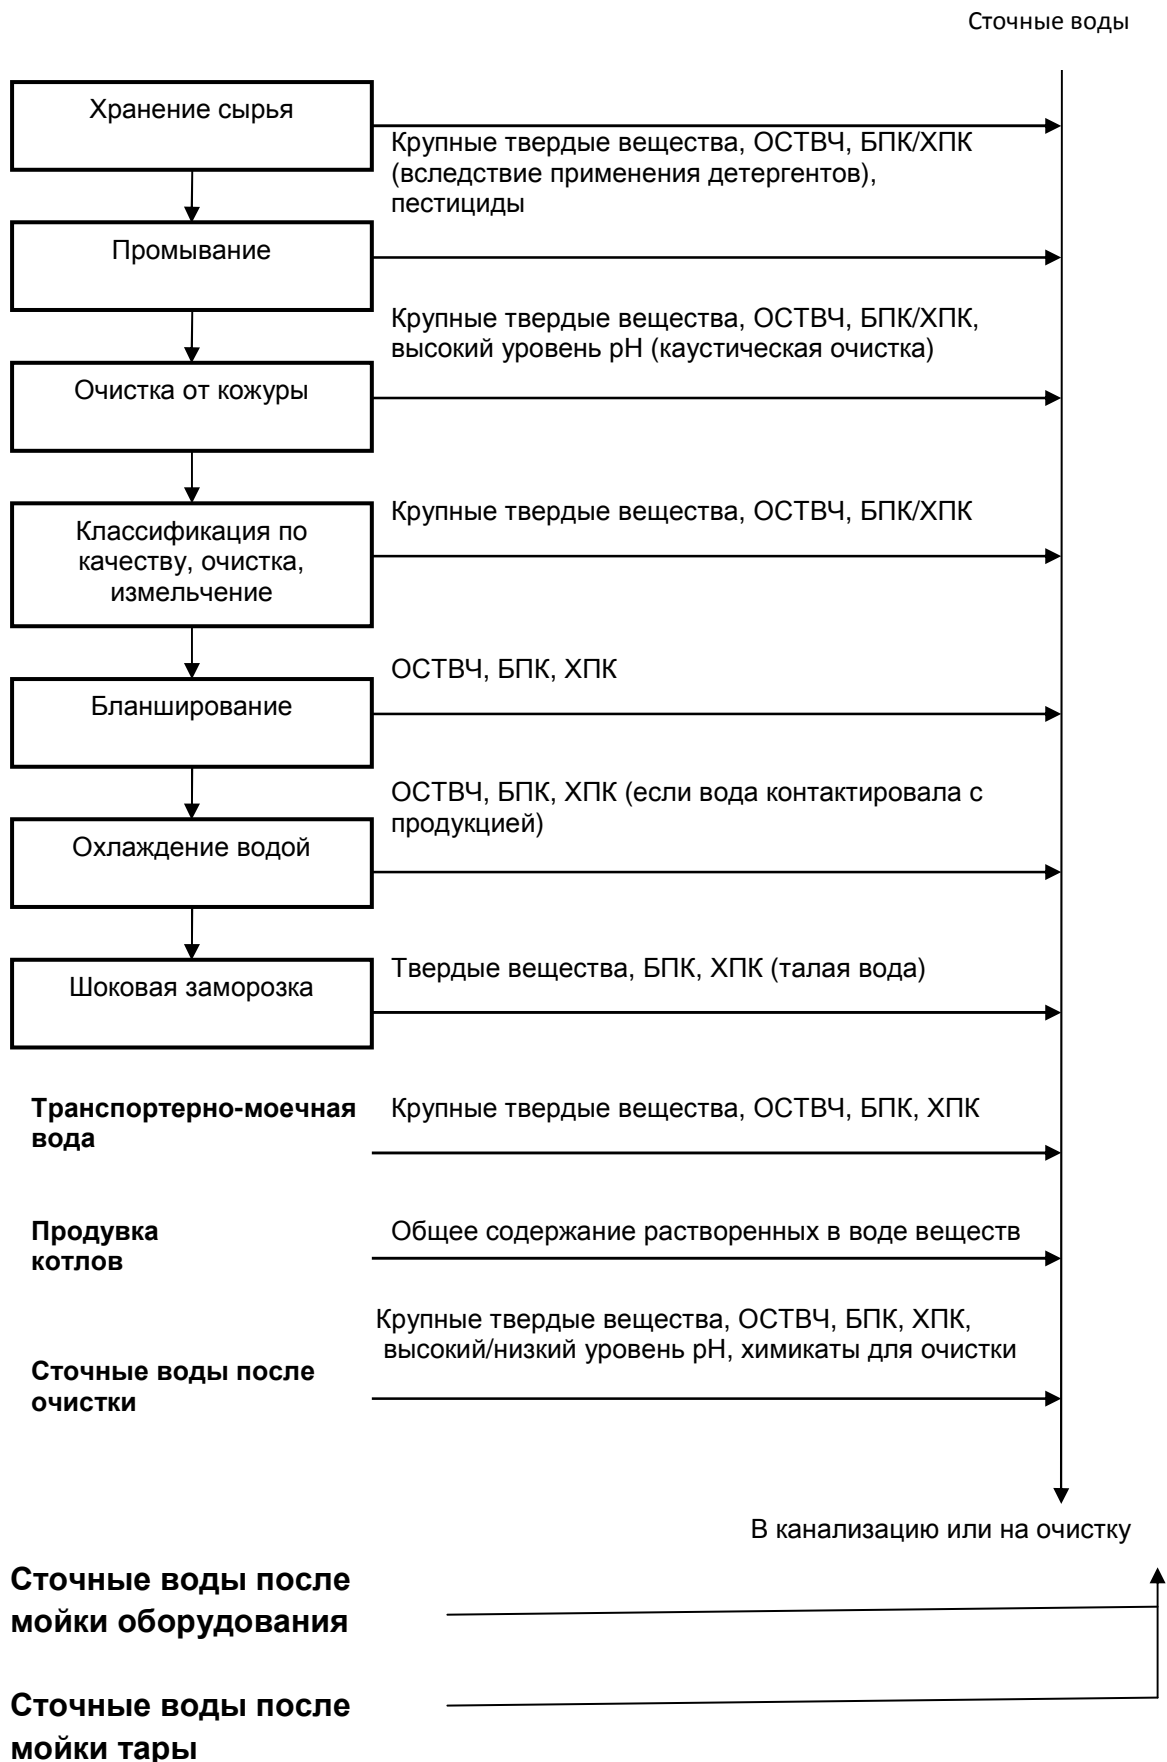 Сточные воды
Хранение сырья
Крупные твердые вещества, ОСТВЧ, БПК/ХПК
(вследствие применения детергентов),
пестициды
Промывание
Крупные твердые вещества, ОСТВЧ, БПК/ХПК,
высокий уровень pH (каустическая очистка)
Очистка от кожуры
Крупные твердые вещества, ОСТВЧ, БПК/ХПК
Классификация по
качеству, очистка,
измельчение
ОСТВЧ, БПК, ХПК
Бланширование
ОСТВЧ, БПК, ХПК (если вода контактировала с
продукцией)
Охлаждение водой
Твердые вещества, БПК, ХПК (талая вода)
Шоковая заморозка
Транспортерно-моечная
вода
Крупные твердые вещества, ОСТВЧ, БПК, ХПК
Продувка
котлов
Общее содержание растворенных в воде веществ
Крупные твердые вещества, ОСТВЧ, БПК, ХПК,
высокий/низкий уровень pH, химикаты для очистки
Сточные воды после
очистки
В канализацию или на очистку
Сточные воды после
мойки оборудования
Сточные воды после
мойки тары